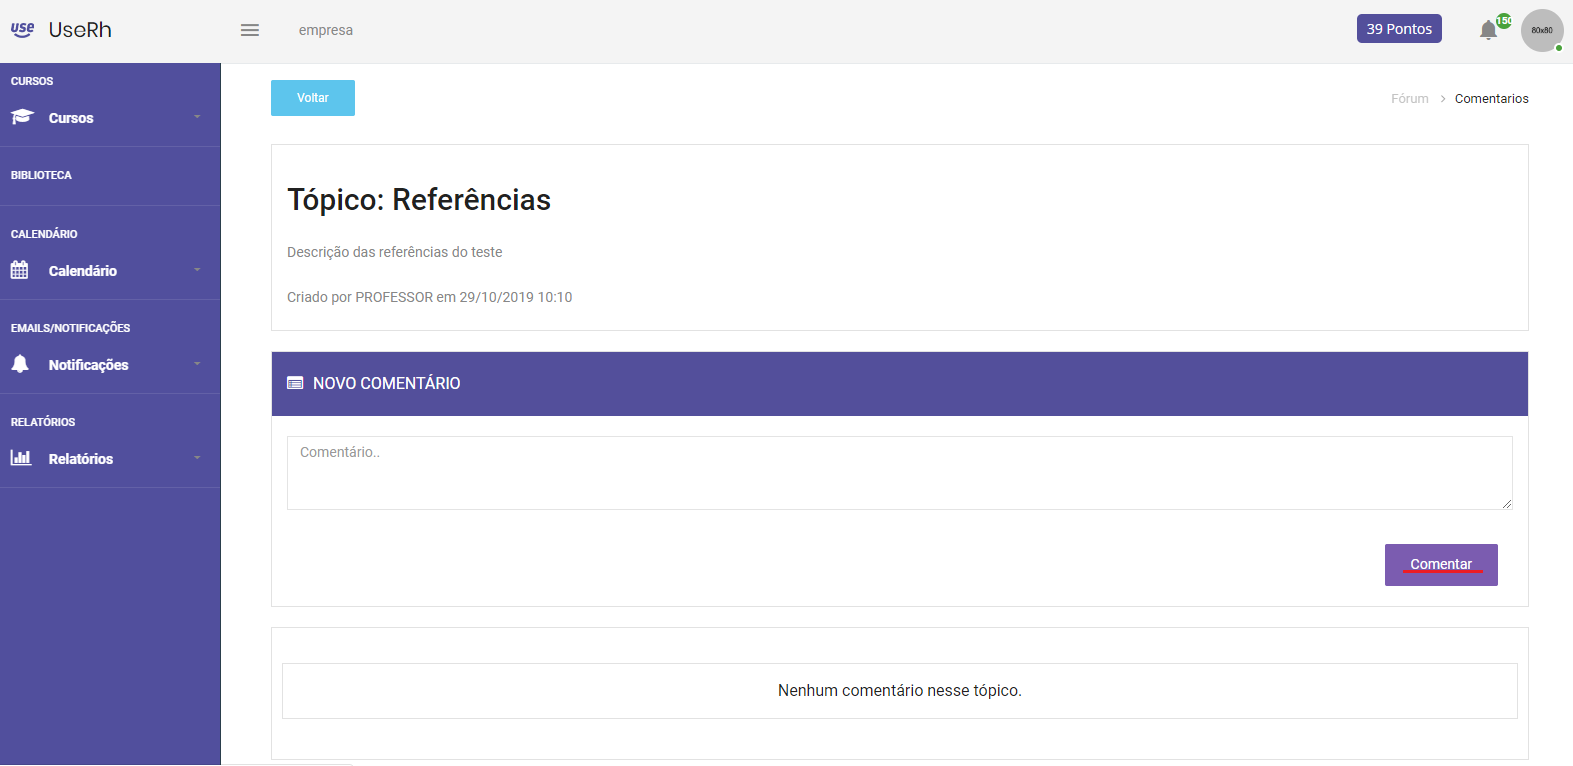 use UseRh
empresa
39 Pontos
150
80x80
CURSOS
Cursos
BIBLIOTECA
CALENDÁRIO
Calendário
EMAILS/NOTIFICAÇÕES
Notificações
RELATÓRIOS
Relatórios
Voltar
Fórum > Comentarios
Tópico: Referências
Descrição das referências do teste
Criado por PROFESSOR em 29/10/2019 10:10
NOVO COMENTÁRIO
Comentário..
Comentar
Nenhum comentário nesse tópico.